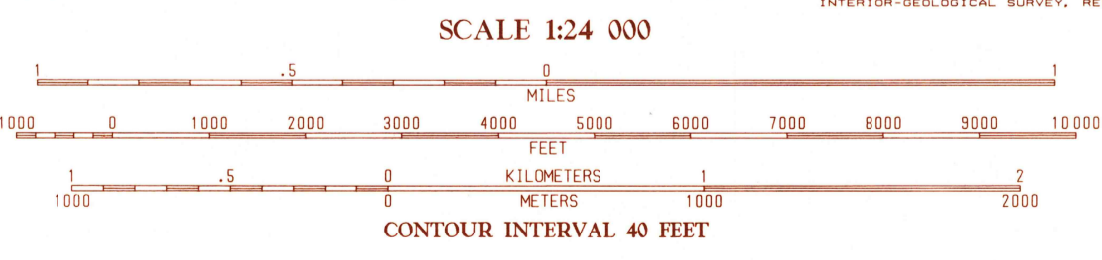 INTERIOR-GEOLOGICAL SURVEY, RE
SCALE 1:24 000
1 .5 0 1
MILES
1000 0 1000 2000 3000 4000 5000 6000 7000 8000 9000 10 000
FEET
1 .5 0 KILOMETERS 1 2
1000 0 METERS 1000 2000
CONTOUR INTERVAL 40 FEET